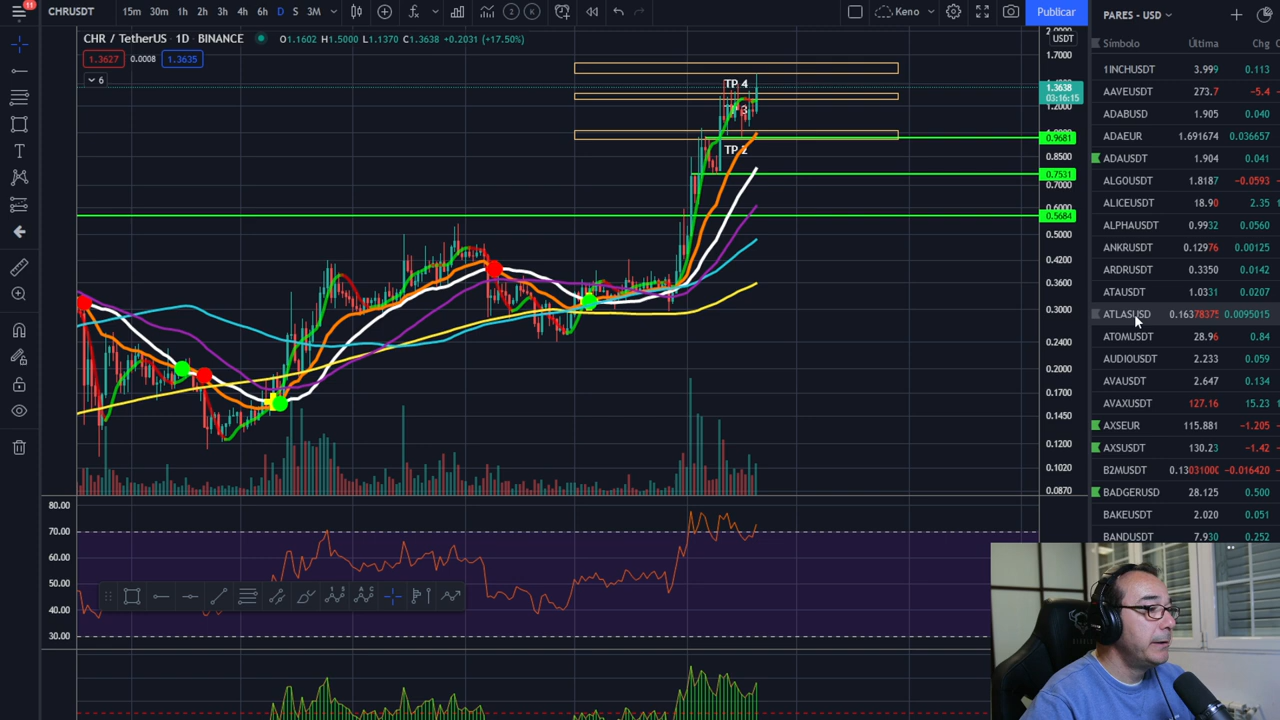 11
CHRUSDT 15m 30m 1h 2h 3h 4h 6h D S 3M Keno Publicar
CHR / TetherUS · 1D · BINANCE O1.1602 H1.5000 L1.1370 C1.3638 +0.2031 (+17.50%)
1.3627 0.0008 1.3635
6
TP 4
3
TP 2
USDT
1.7000
1.3638
03:16:15
1.2000
0.9681
0.8500
0.7531
0.7000
0.6000
0.5684
0.5000
0.4200
0.3600
0.3000
0.2400
0.2000
0.1700
0.1450
0.1200
0.1020
0.0870
80.00
70.00
60.00
50.00
40.00
30.00
PARES - USD
Símbolo Última Chg
1INCHUSDT 3.999 0.113
AAVEUSDT 273.7 -5.4
ADABUSD 1.905 0.040
ADAEUR 1.691674 0.036657
ADAUSDT 1.904 0.041
ALGOUSDT 1.8187 -0.0593
ALICEUSDT 18.90 2.35
ALPHAUSDT 0.9932 0.0560
ANKRUSDT 0.12976 0.00125
ARDRUSDT 0.3350 0.0142
ATAUSDT 1.0331 0.0207
ATLASUSD 0.16378375 0.0095015
ATOMUSDT 28.96 0.84
AUDIOUSDT 2.233 0.059
AVAUSDT 2.647 0.134
AVAXUSDT 127.16 15.23
AXSEUR 115.881 -1.205
AXSUSDT 130.23 -1.42
B2MUSDT 0.1303100 -0.016420
BADGERUSD 28.125 0.500
BAKEUSDT 2.020 0.051
BANDUSDT 7.930 0.252